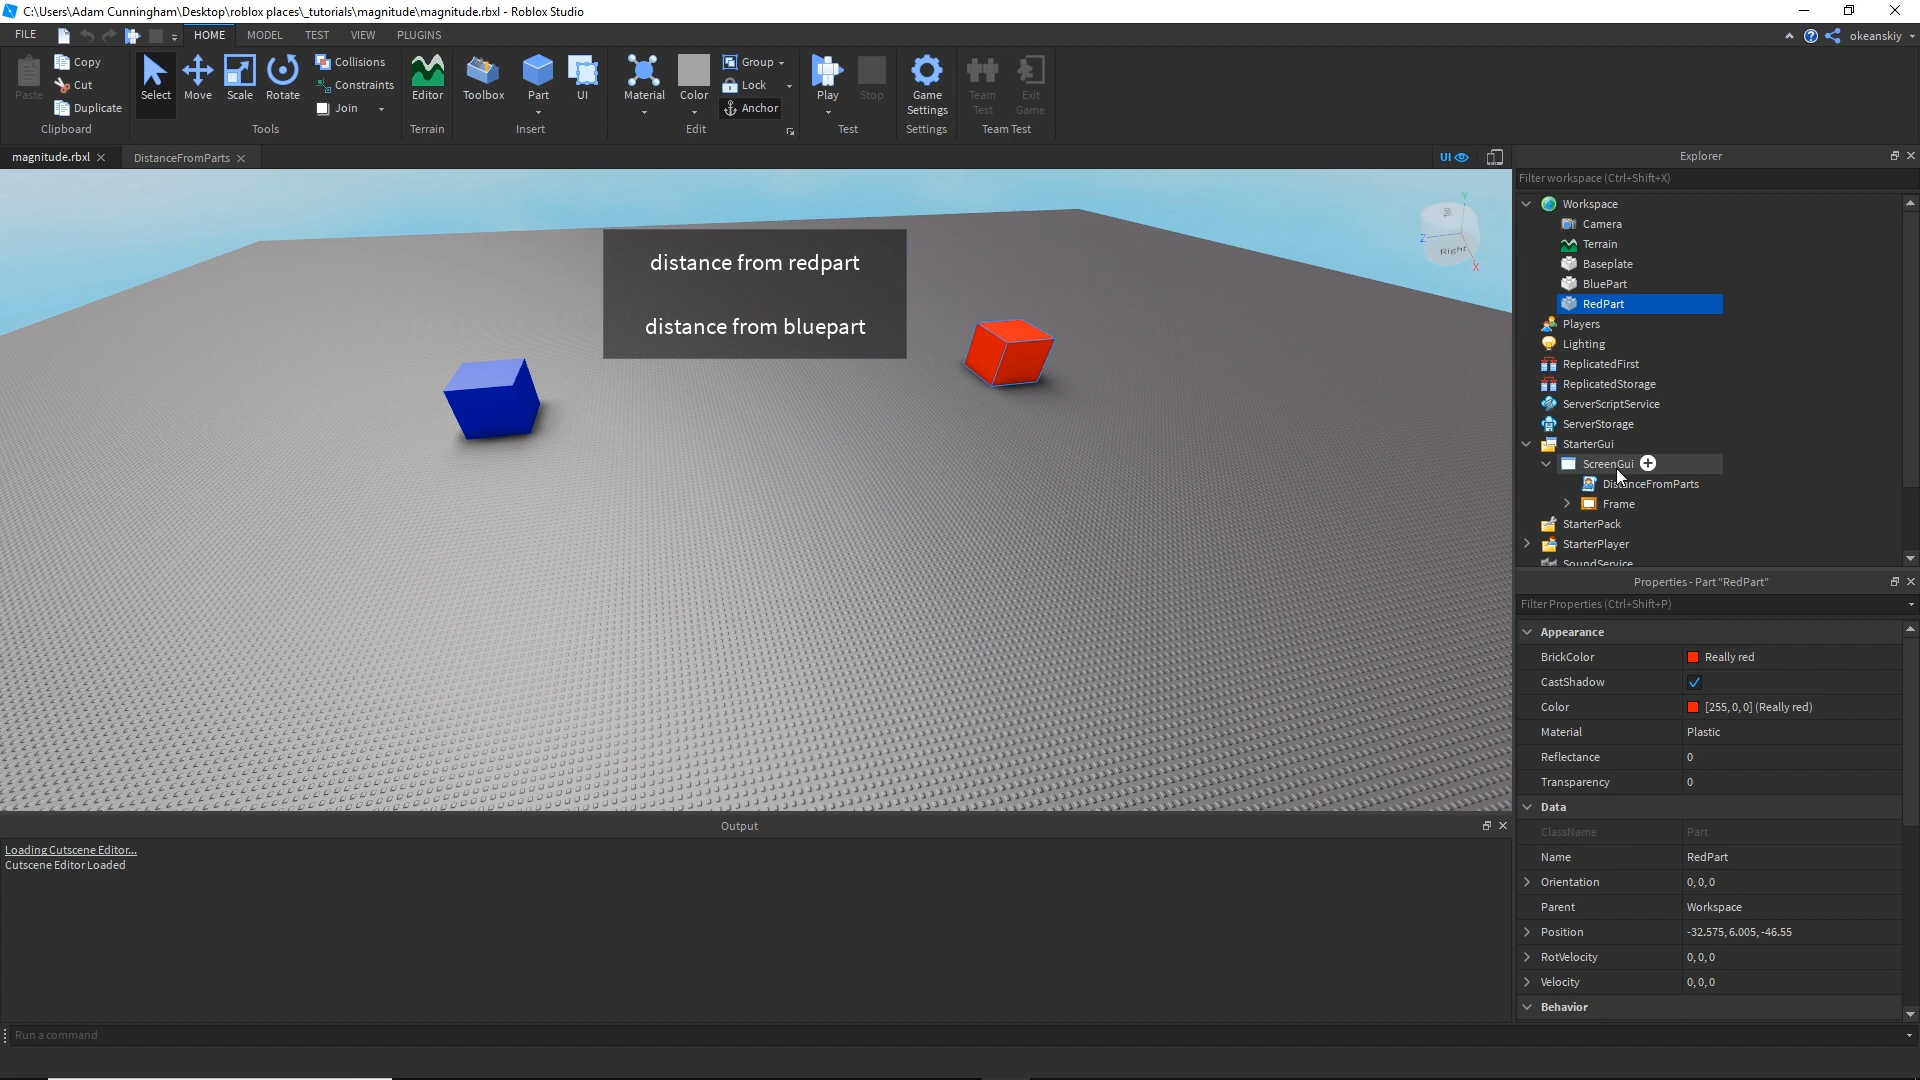 C:\Users\Adam Cunningham\Desktop\roblox places\_tutorials\magnitude\magnitude.rbxl - Roblox Studio
FILE HOME MODEL TEST VIEW PLUGINS okeanskiy
Paste Copy Cut Duplicate Clipboard
Select Move Scale Rotate Collisions Constraints Join Tools
Editor Terrain
Toolbox Part UI Insert
Material Color Group Lock Anchor Edit
Play Stop Test
Game Settings Settings
Team Test Exit Game Team Test
magnitude.rbxl DistanceFromParts UI
distance from redpart
distance from bluepart
Right
Y
Z
X
Explorer
Filter workspace (Ctrl+Shift+X)
Workspace
Camera
Terrain
Baseplate
BluePart
RedPart
Players
Lighting
ReplicatedFirst
ReplicatedStorage
ServerScriptService
ServerStorage
StarterGui
ScreenGui
DistanceFromParts
Frame
StarterPack
StarterPlayer
SoundService
Properties - Part "RedPart"
Filter Properties (Ctrl+Shift+P)
Appearance
BrickColor Really red
CastShadow
Color [255, 0, 0] (Really red)
Material Plastic
Reflectance 0
Transparency 0
Data
ClassName Part
Name RedPart
Orientation 0, 0, 0
Parent Workspace
Position -32.575, 6.005, -46.55
RotVelocity 0, 0, 0
Velocity 0, 0, 0
Behavior
Output
Loading Cutscene Editor...
Cutscene Editor Loaded
Run a command